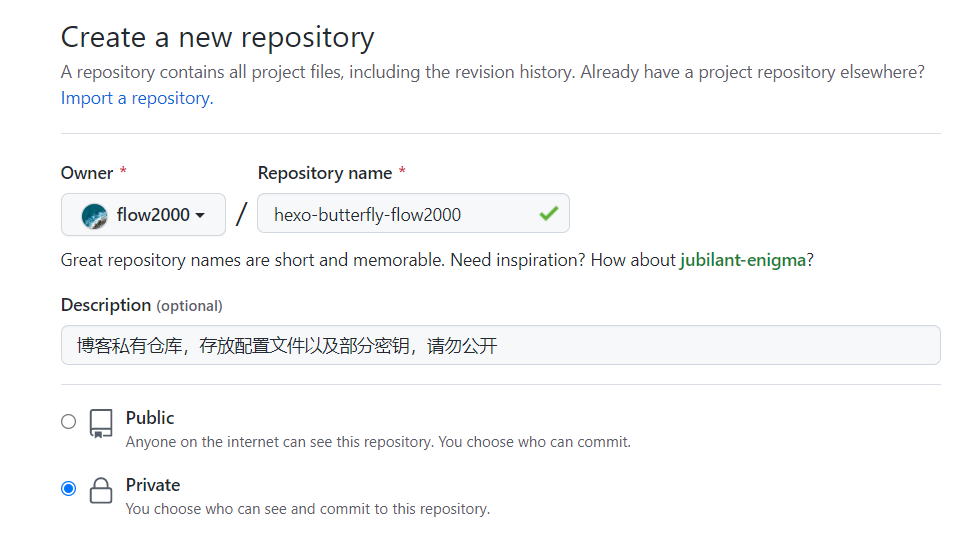 Create a new repository
A repository contains all project files, including the revision history. Already have a project repository elsewhere?
Import a repository.
Owner *
Repository name *
flow2000
/
hexo-butterfly-flow2000
Great repository names are short and memorable. Need inspiration? How about jubilant-enigma?
Description (optional)
博客私有仓库，存放配置文件以及部分密钥，请勿公开
Public
Anyone on the internet can see this repository. You choose who can commit.
Private
You choose who can see and commit to this repository.